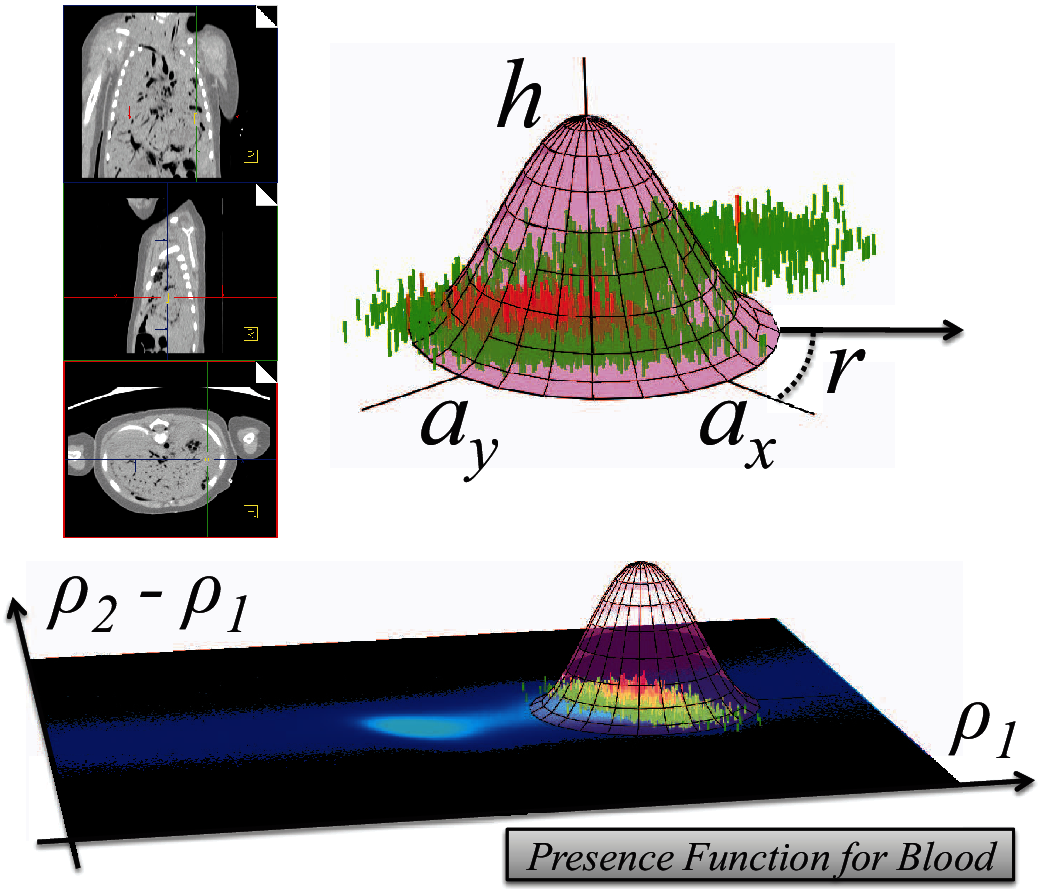 h
r
a_y
a_x
ρ_2 - ρ_1
ρ_1
Presence Function for Blood